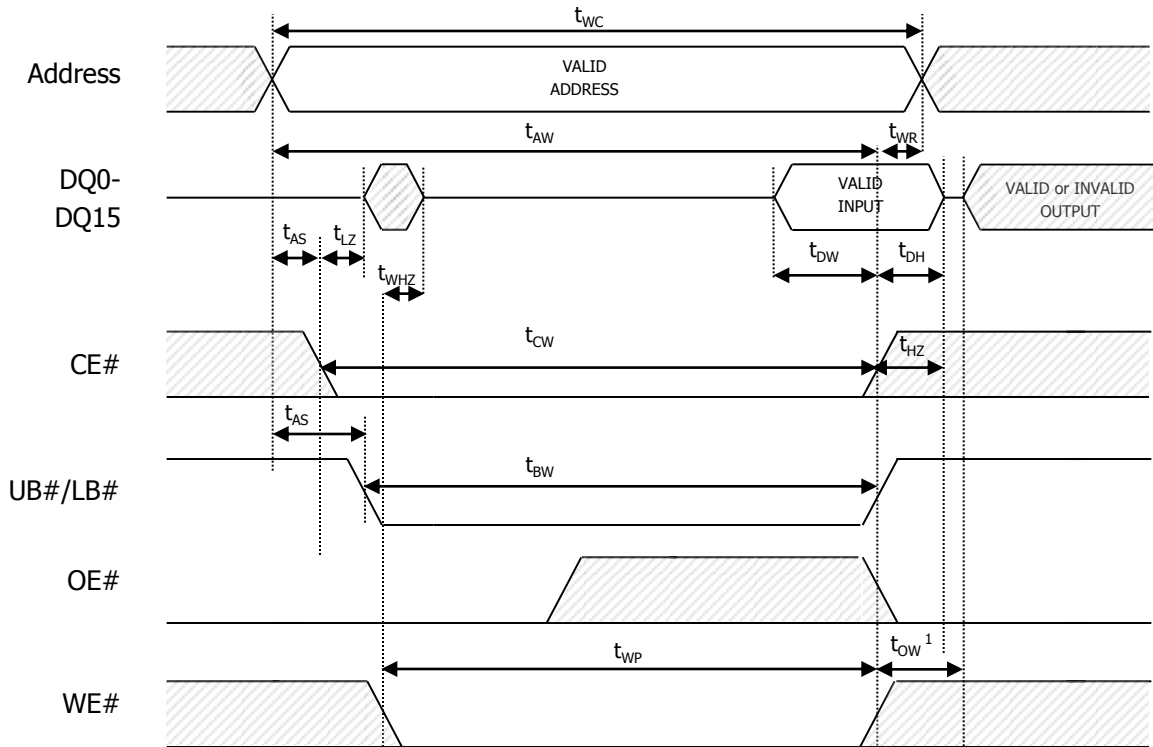 tWC
Address
VALID
ADDRESS
tAW
tWR
DQ0-
DQ15
VALID
INPUT
VALID or INVALID
OUTPUT
tAS
tLZ
tDW
tDH
tWHZ
CE#
tCW
tHZ
tAS
UB#/LB#
tBW
OE#
tWP
tOW 1
WE#